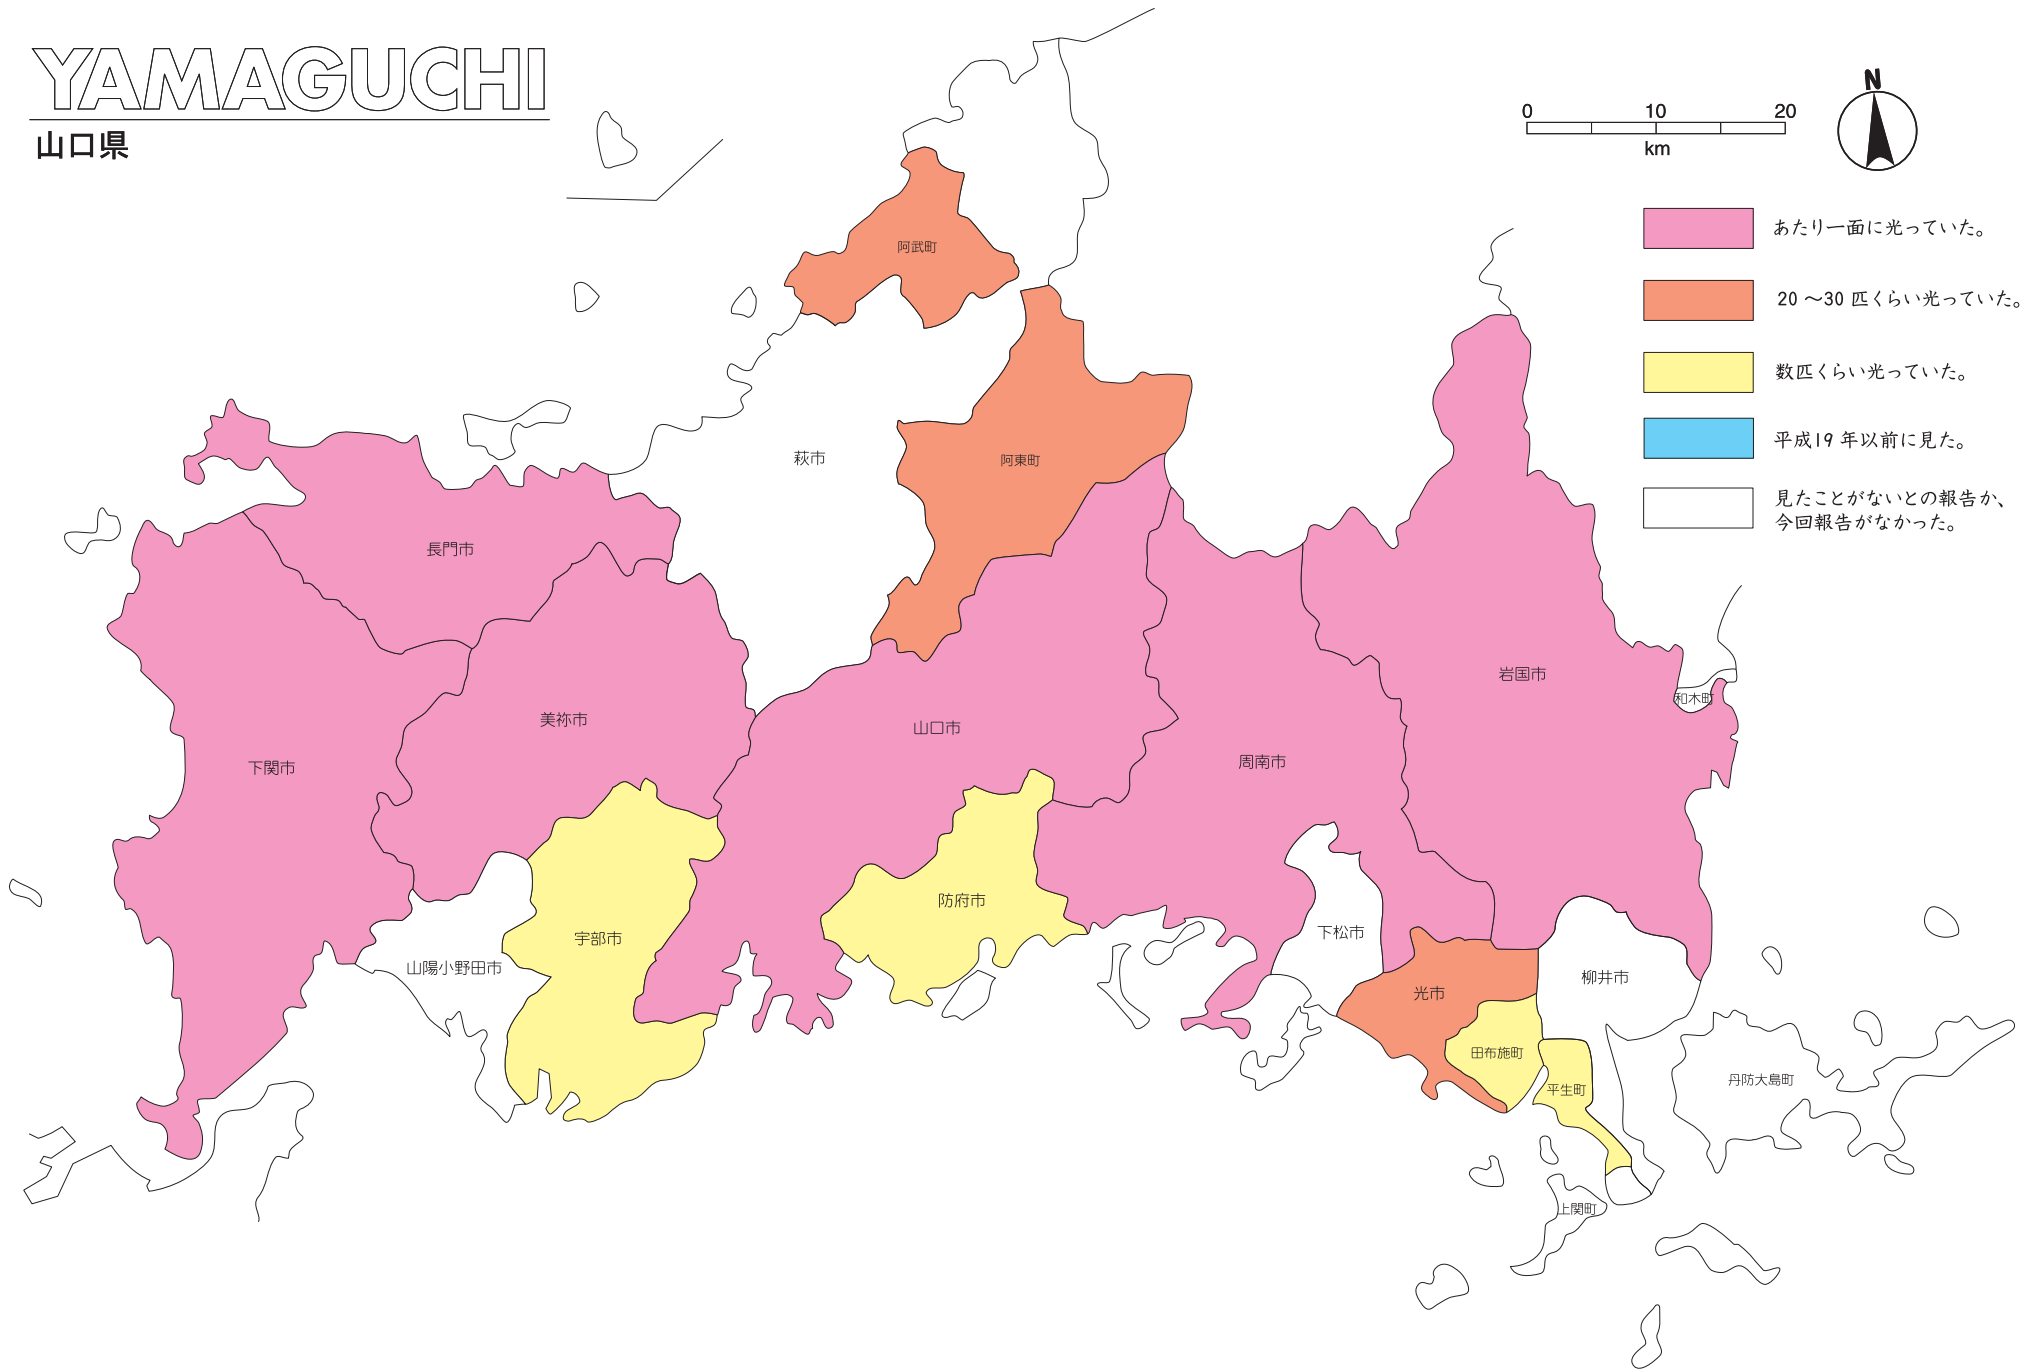 YAMAGUCHI
山口県
0 10 20
km
N
あたり一面に光っていた。
20～30 匹くらい光っていた。
数匹くらい光っていた。
平成19 年以前に見た。
見たことがないとの報告か、
今回報告がなかった。
阿武町
萩市
阿東町
長門市
岩国市
和木町
美祢市
山口市
周南市
下関市
防府市
宇部市
下松市
山陽小野田市
柳井市
光市
田布施町
平生町
丹防大島町
上関町